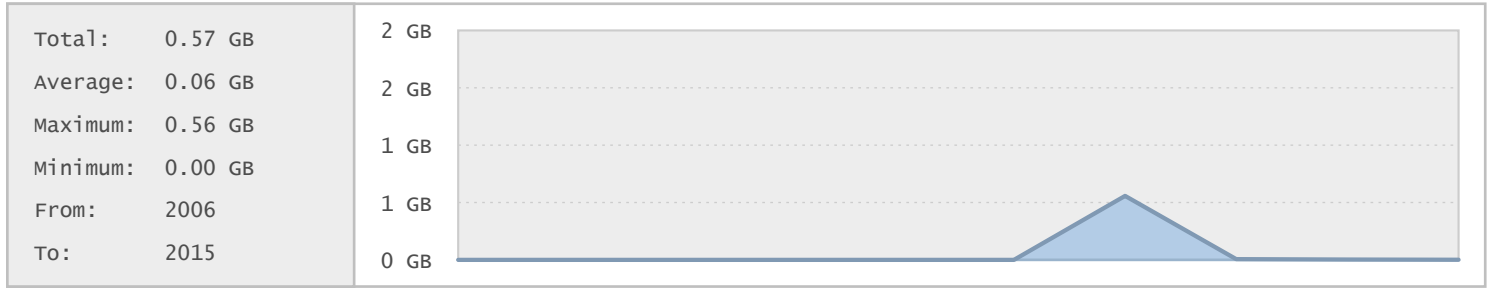 Total: 0.57 GB
Average: 0.06 GB
Maximum: 0.56 GB
Minimum: 0.00 GB
From: 2006
To: 2015
2 GB
2 GB
1 GB
1 GB
0 GB